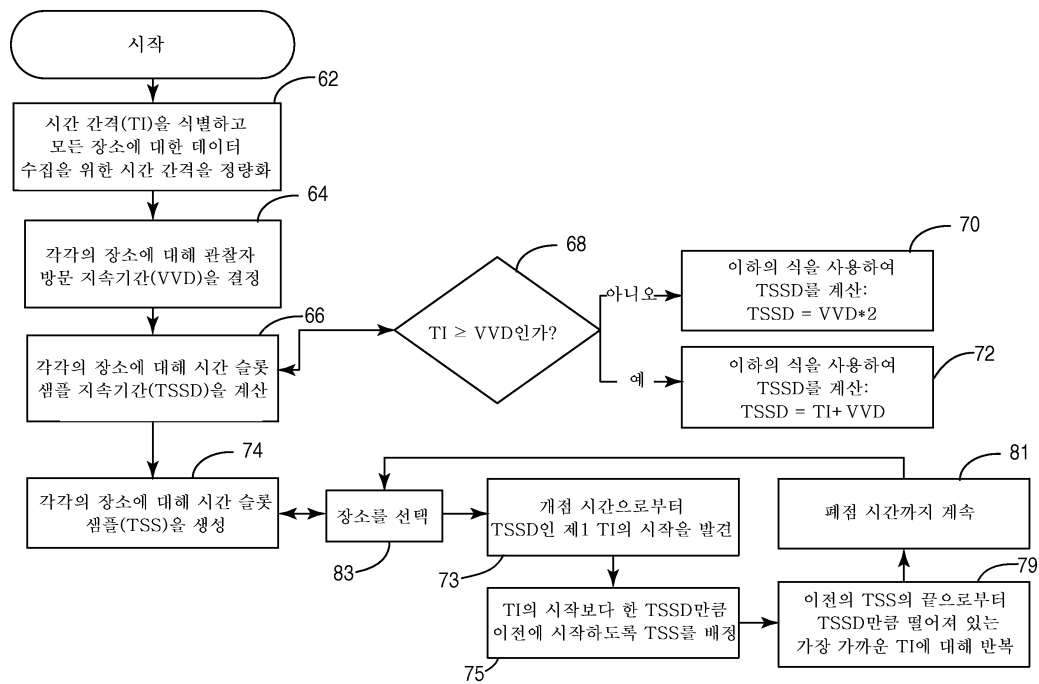 시작
62
시간 간격(TI)을 식별하고
모든 장소에 대한 데이터
수집을 위한 시간 간격을 정량화
64
각각의 장소에 대해 관찰자
방문 지속기간(VVD)을 결정
66
각각의 장소에 대해 시간 슬롯
샘플 지속기간(TSSD)을 계산
68
TI ≥ VVD인가?
아니오
예
70
이하의 식을 사용하여
TSSD를 계산:
TSSD = VVD*2
72
이하의 식을 사용하여
TSSD를 계산:
TSSD = TI+ VVD
74
각각의 장소에 대해 시간 슬롯
샘플(TSS)을 생성
장소를 선택
83
개점 시간으로부터
TSSD인 제1 TI의 시작을 발견
73
TI의 시작보다 한 TSSD만큼
이전에 시작하도록 TSS를 배정
75
이전의 TSS의 끝으로부터
TSSD만큼 떨어져 있는
가장 가까운 TI에 대해 반복
79
폐점 시간까지 계속
81